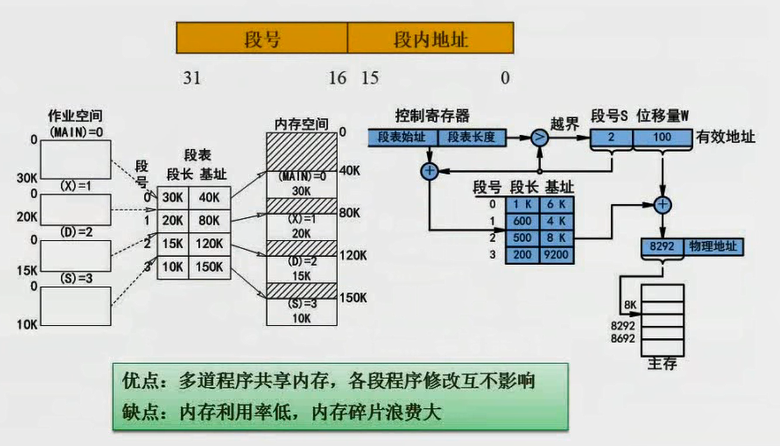 段号 段内地址
31 16 15 0
作业空间
(MAN)=0
0
30K
(X)=1
0
20K
(D)=2
0
15K
(S)=3
0
10K
段表
段号 段长 基址
0 30K 40K
1 20K 80K
2 15K 120K
3 10K 150K
内存空间
0
(MAIN)=0 40K
30K
(X)=1 80K
20K
(D)=2 120K
15K
(S)=3 150K
10K
控制寄存器
段表始址 段表长度
>
越界
段号S 位移量W
2 100 有效地址
+
+
段号 段长 基址
0 1 K 6 K
1 600 4 K
2 500 8 K
3 200 9200
8292 物理地址
8K
8292
8692
主存
优点：多道程序共享内存，各段程序修改互不影响
缺点：内存利用率低，内存碎片浪费大